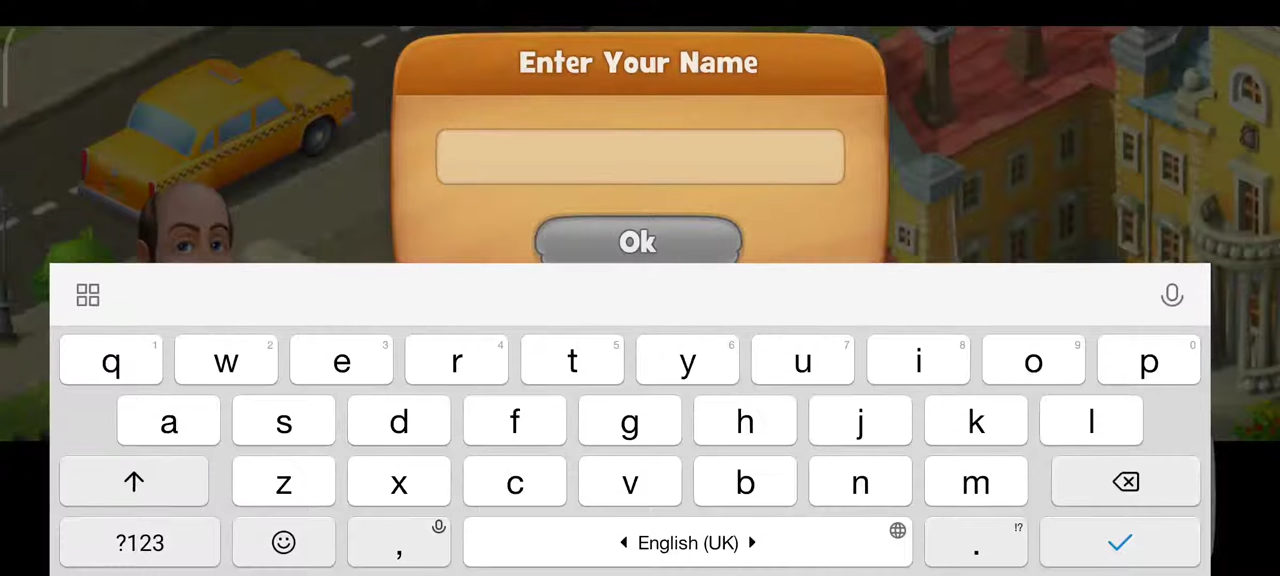 Enter Your Name
Ok
q 1 w 2 e 3 r 4 t 5 y 6 u 7 i 8 o 9 p 0
a s d f g h j k l
z x c v b n m
?123 , English (UK) . !?